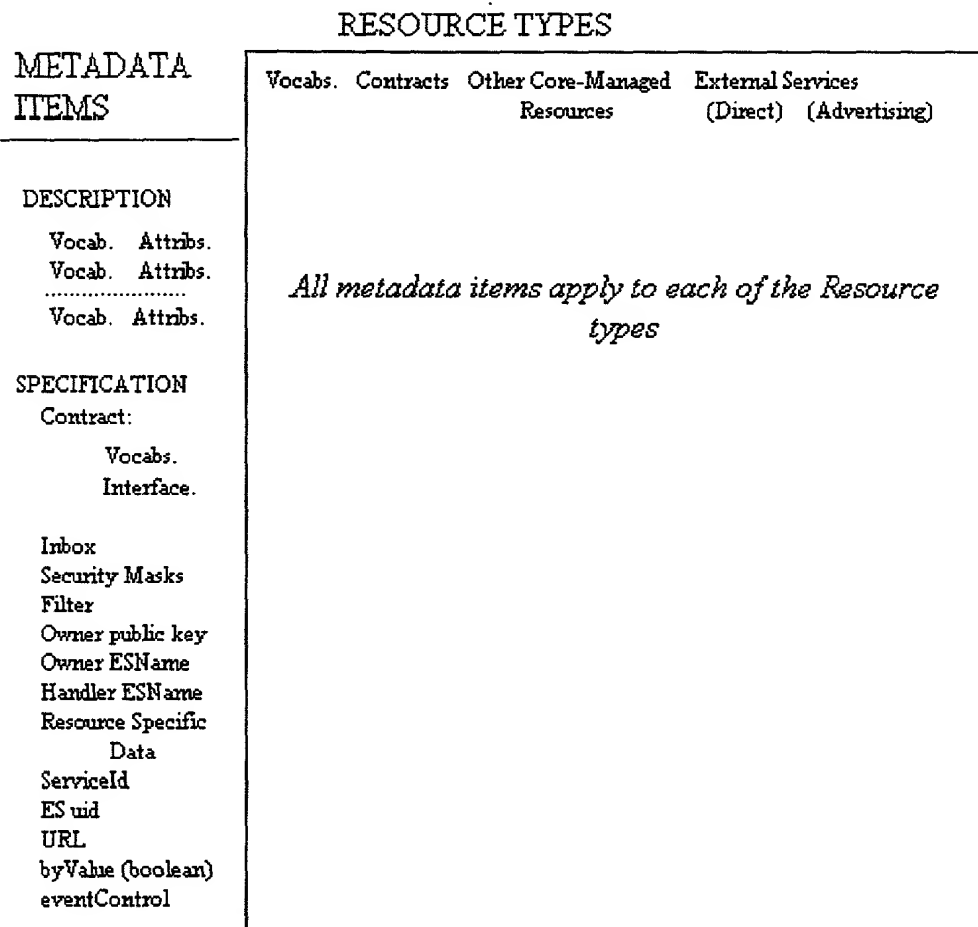 RESOURCE TYPES
METADATA
ITEMS
Vocabs. Contracts Other Core-Managed External Services
Resources (Direct) (Advertising)
DESCRIPTION
Vocab. Attribs.
Vocab. Attribs.
.......................
Vocab. Attribs.
All metadata items apply to each of the Resource
types
SPECIFICATION
Contract:
Vocabs.
Interface.
Inbox
Security Masks
Filter
Owner public key
Owner ESName
Handler ESName
Resource Specific
Data
ServiceId
ES uid
URL
byValue (boolean)
eventControl